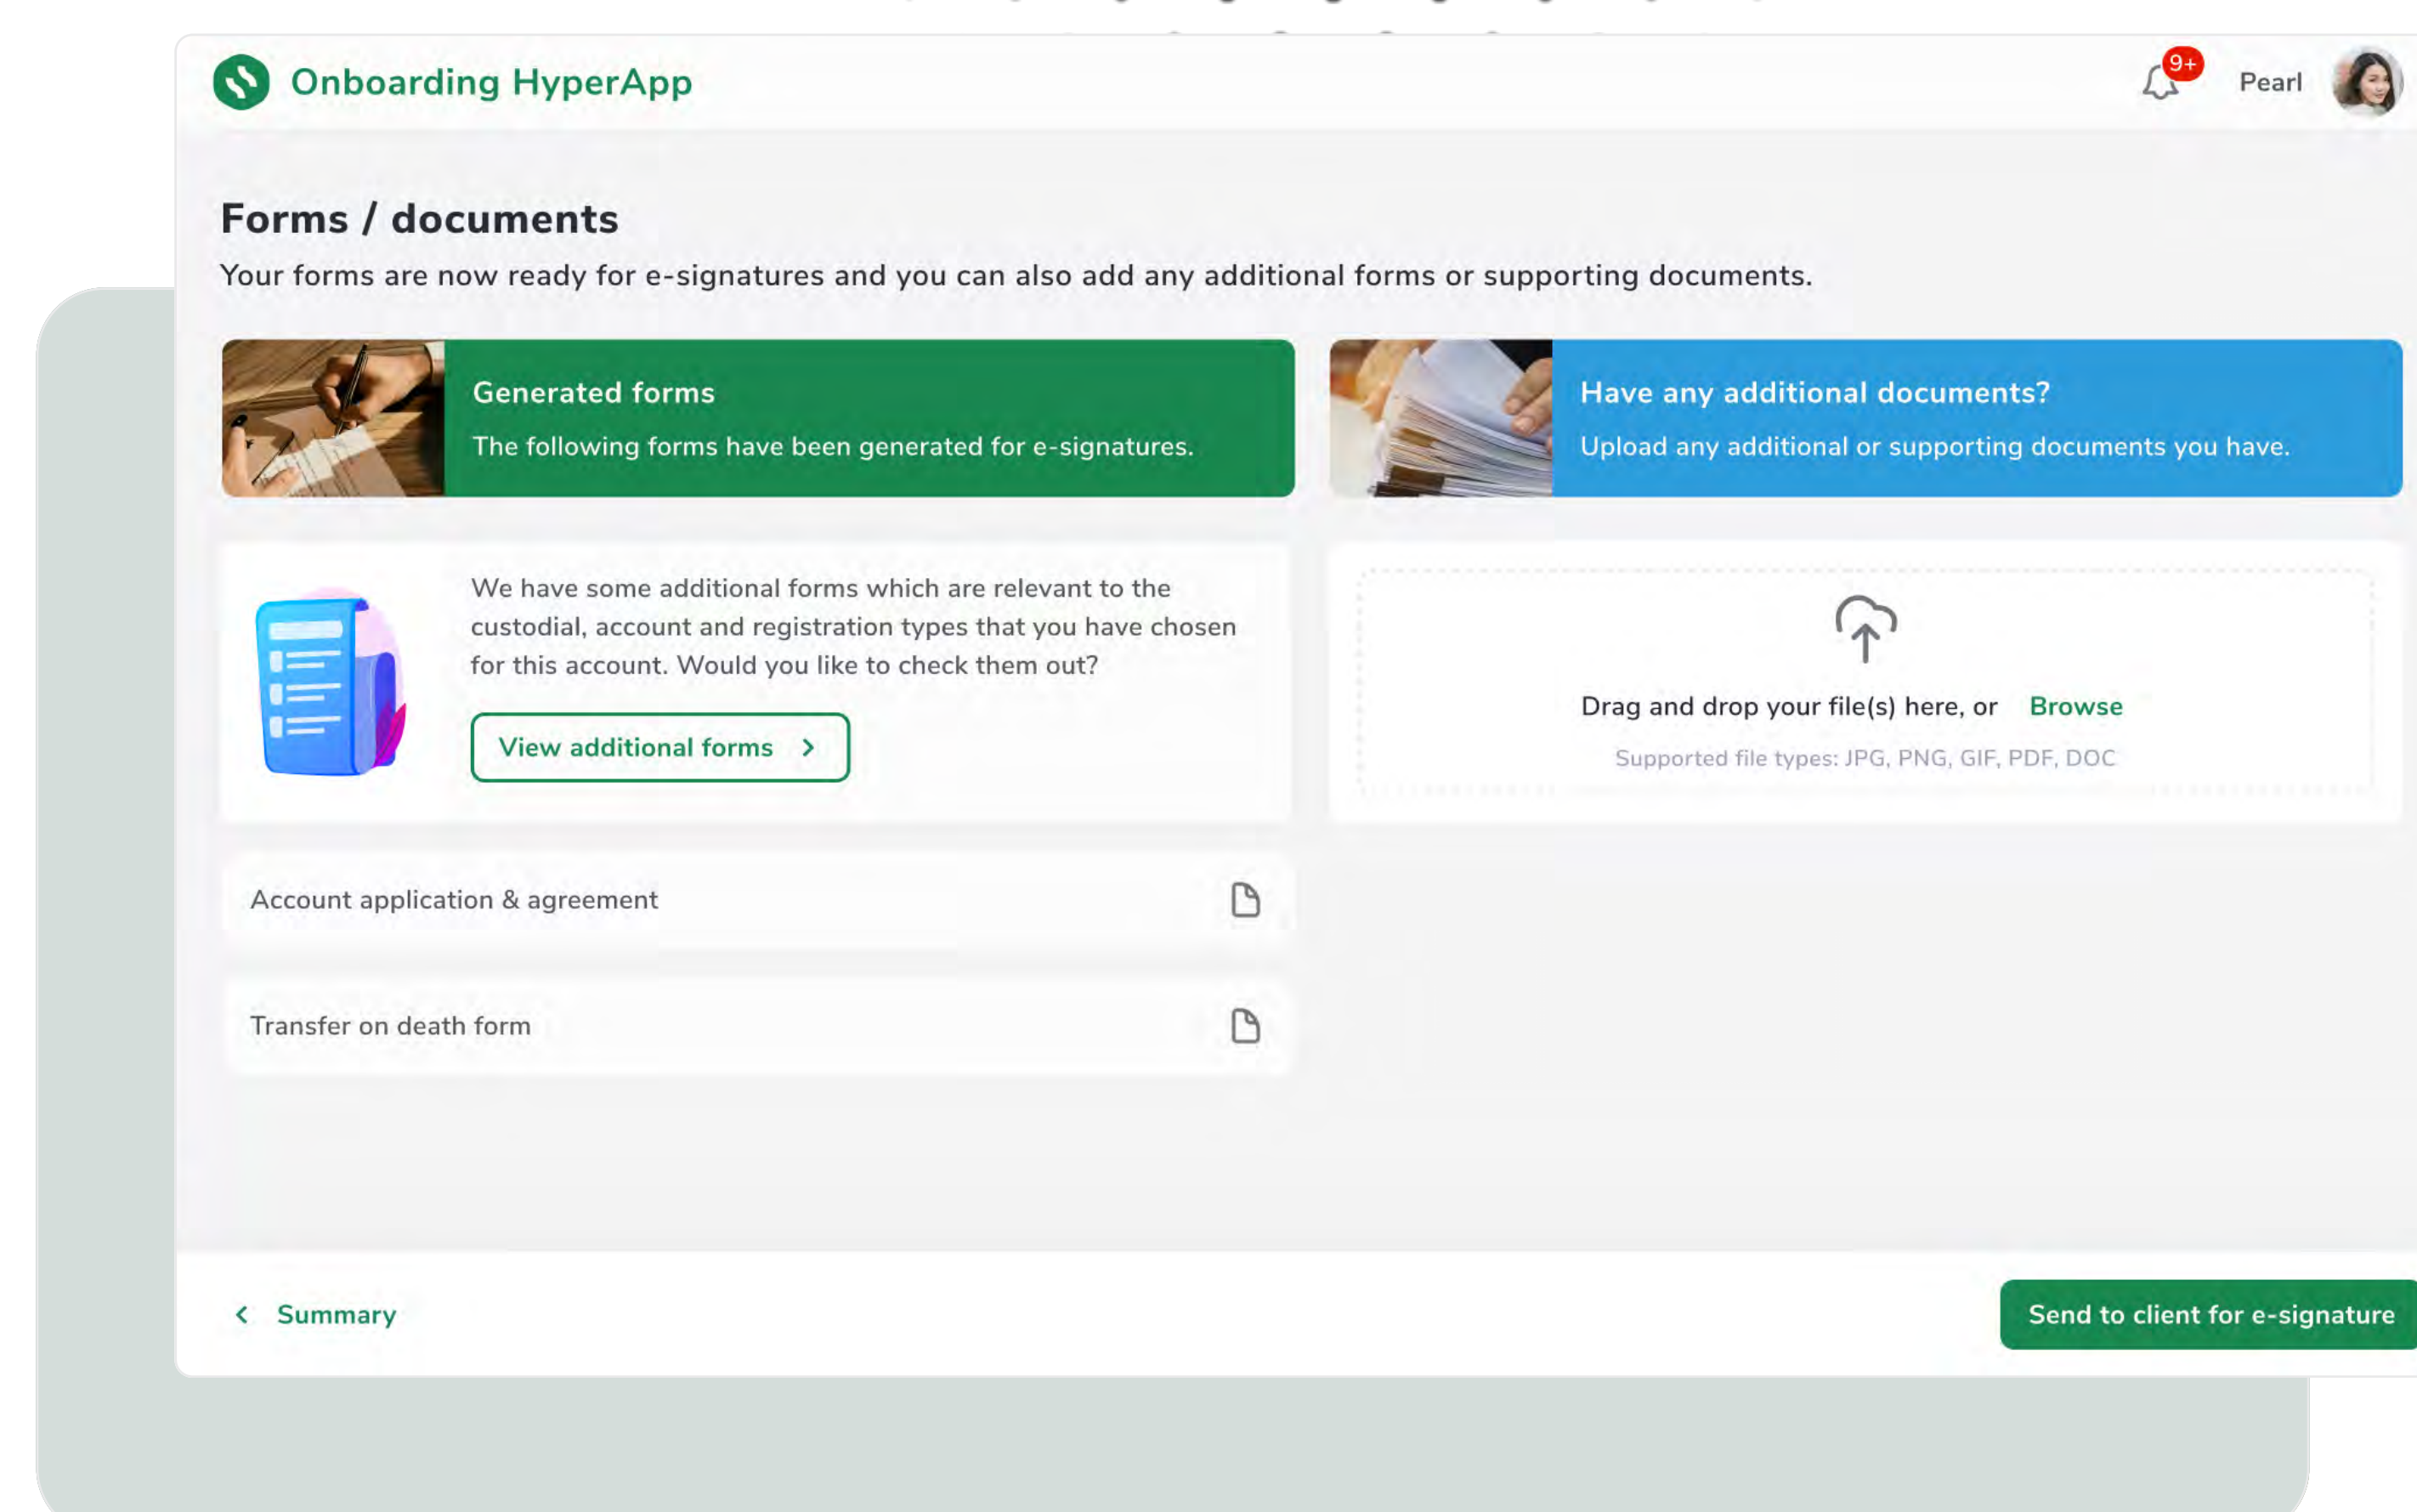 Onboarding HyperApp
9+
Pearl
Forms / documents
Your forms are now ready for e-signatures and you can also add any additional forms or supporting documents.
Generated forms
The following forms have been generated for e-signatures.
Have any additional documents?
Upload any additional or supporting documents you have.
We have some additional forms which are relevant to the
custodial, account and registration types that you have chosen
for this account. Would you like to check them out?
View additional forms
Drag and drop your file(s) here, or Browse
Supported file types: JPG, PNG, GIF, PDF, DOC
Account application & agreement
Transfer on death form
Summary
Send to client for e-signature